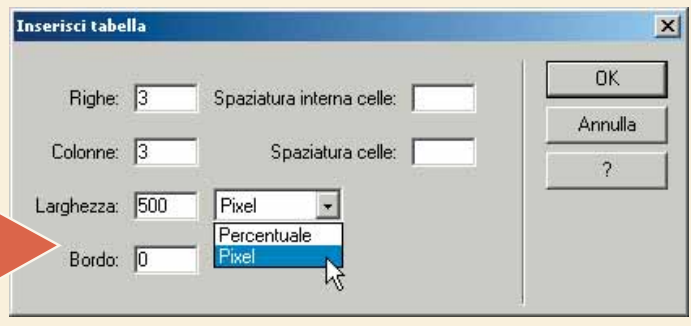 Inserisci tabella
Righe: 3 Spaziatura interna celle:
Colonne: 3 Spaziatura celle:
Larghezza: 500 Pixel
Percentuale
Pixel
Bordo: 0
OK
Annulla
?